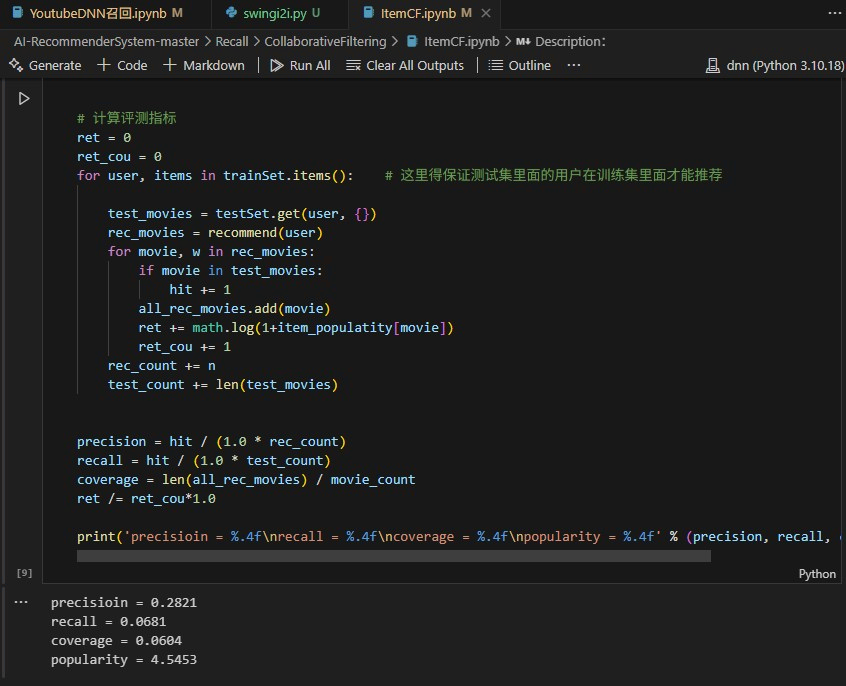 YoutubeDNN召回.ipynb M swingi2i.py U ItemCF.ipynb M
AI-RecommenderSystem-master > Recall > CollaborativeFiltering > ItemCF.ipynb > M↓ Description:
Generate + Code + Markdown | Run All Clear All Outputs | Outline ··· dnn (Python 3.10.18)
# 计算评测指标
ret = 0
ret_cou = 0
for user, items in trainSet.items():    # 这里得保证测试集里面的用户在训练集里面才能推荐
    test_movies = testSet.get(user, {})
    rec_movies = recommend(user)
    for movie, w in rec_movies:
        if movie in test_movies:
            hit += 1
        all_rec_movies.add(movie)
        ret += math.log(1+item_populatity[movie])
        ret_cou += 1
    rec_count += n
    test_count += len(test_movies)
precision = hit / (1.0 * rec_count)
recall = hit / (1.0 * test_count)
coverage = len(all_rec_movies) / movie_count
ret /= ret_cou*1.0
print('precisioin = %.4f\nrecall = %.4f\ncoverage = %.4f\npopularity = %.4f' % (precision, recall,
[9]
Python
precisioin = 0.2821
recall = 0.0681
coverage = 0.0604
popularity = 4.5453